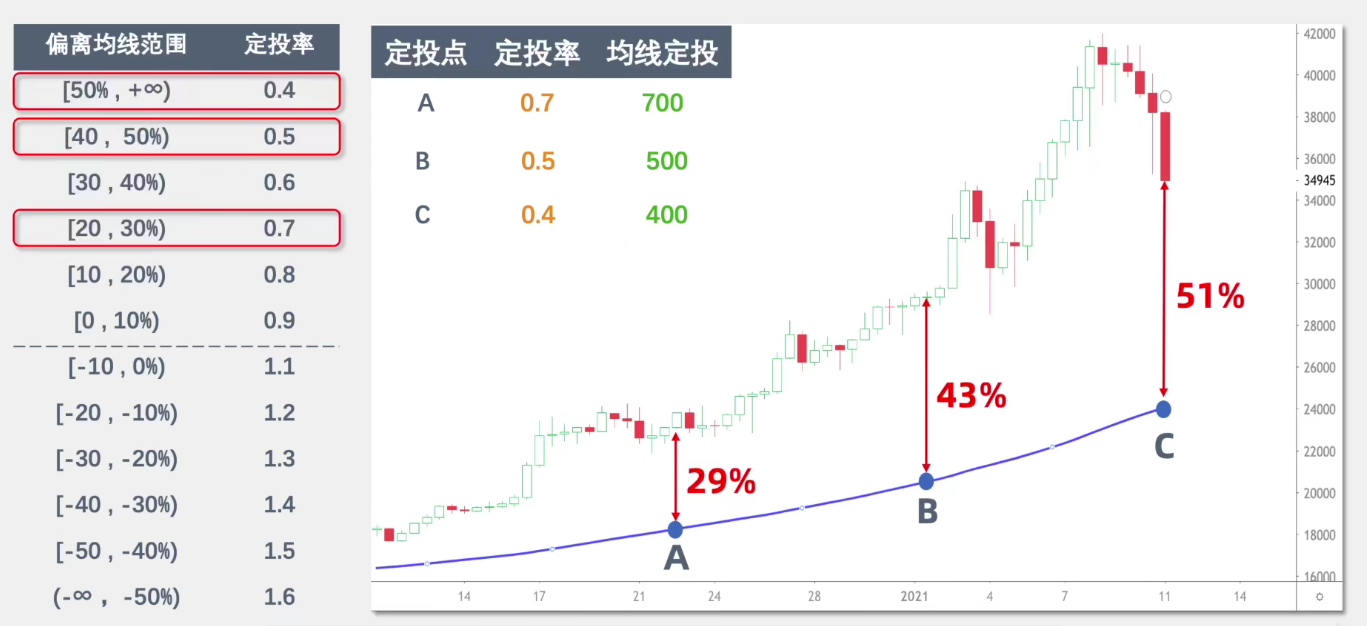 偏离均线范围 定投率
[50% , +∞) 0.4
[40 , 50%) 0.5
[30 , 40%) 0.6
[20 , 30%) 0.7
[10 , 20%) 0.8
[0 , 10%) 0.9
[-10 , 0%) 1.1
[-20 , -10%) 1.2
[-30 , -20%) 1.3
[-40 , -30%) 1.4
[-50 , -40%) 1.5
(-∞ , -50%) 1.6
定投点 定投率 均线定投
A 0.7 700
B 0.5 500
C 0.4 400
29%
A
43%
B
51%
C
42000
40000
38000
36000
34945
34000
32000
30000
28000
26000
24000
22000
20000
18000
16000
14 17 21 24 28 2021 4 7 11 14